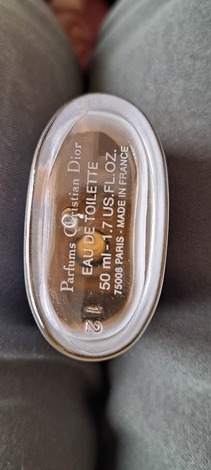 Parfums Christian Dior
EAU DE TOILETTE
50 ml - 1.7 US.FL.OZ.
75008 PARIS - MADE IN FRANCE